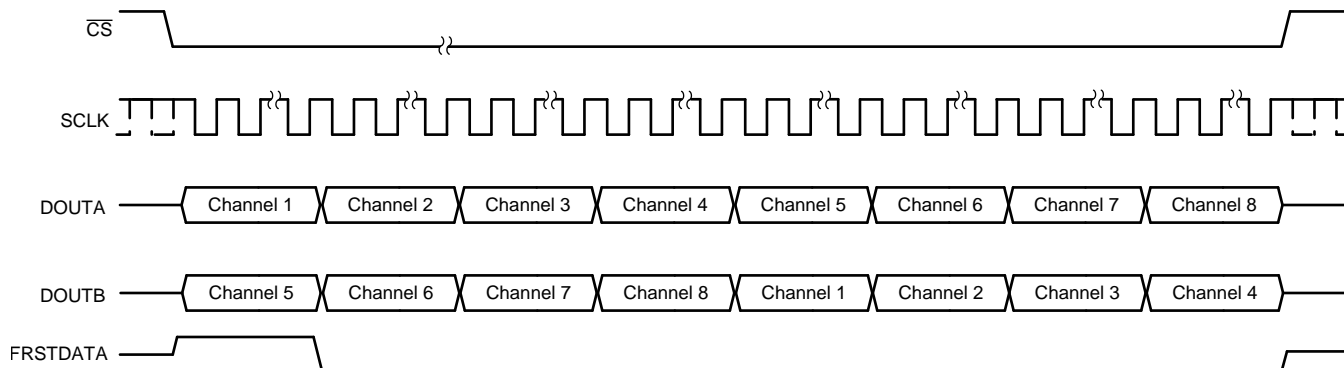 CS
SCLK
DOUTA Channel 1 Channel 2 Channel 3 Channel 4 Channel 5 Channel 6 Channel 7 Channel 8
DOUTB Channel 5 Channel 6 Channel 7 Channel 8 Channel 1 Channel 2 Channel 3 Channel 4
FRSTDATA